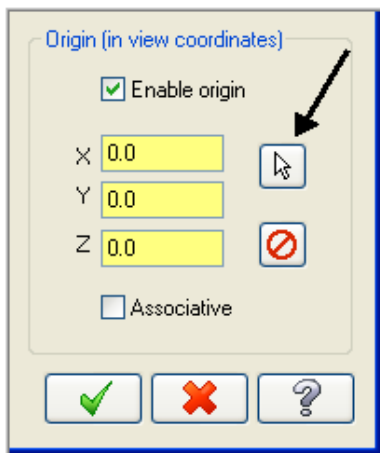 Origin (in view coordinates)
Enable origin
X 0.0
Y 0.0
Z 0.0
Associative